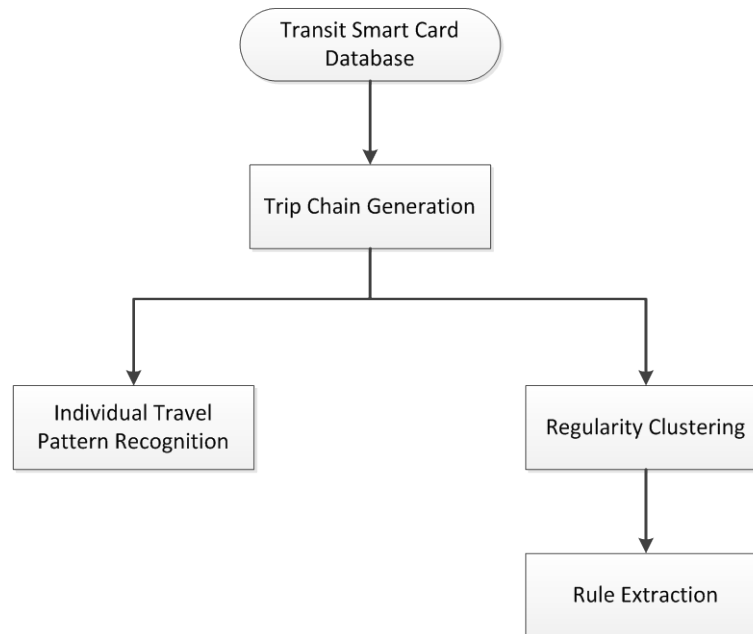 Transit Smart Card
Database
Trip Chain Generation
Individual Travel
Pattern Recognition
Regularity Clustering
Rule Extraction